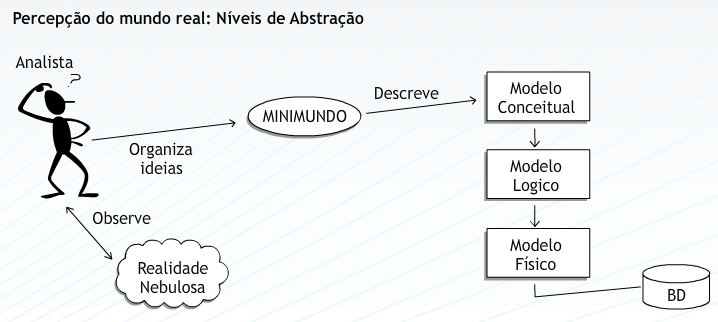 Percepção do mundo real: Níveis de Abstração
Analista
?
Organiza
ideias
Observe
Realidade
Nebulosa
MINIMUNDO
Descreve
Modelo
Conceitual
Modelo
Logico
Modelo
Físico
BD